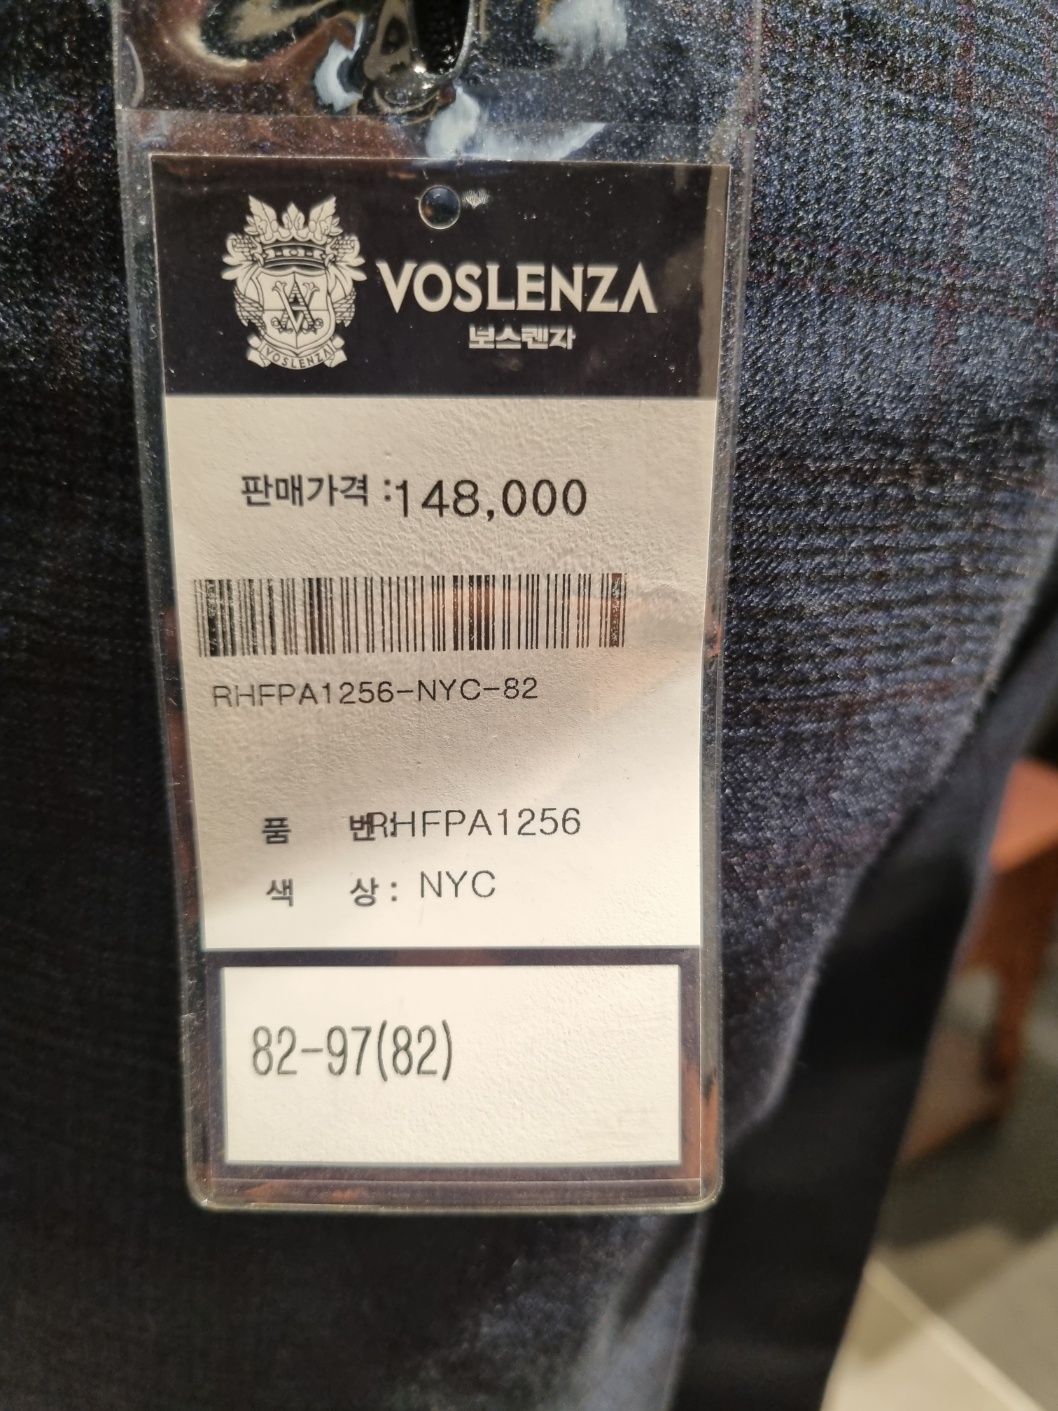 VOSLENZA
VOSLENZA
보스렌자
판매가격 :148,000
RHFPA1256-NYC-82
품 번:RHFPA1256
색 상: NYC
82-97(82)